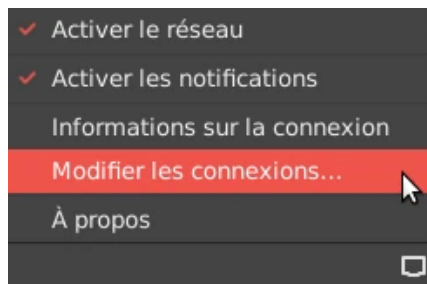 Activer le réseau
Activer les notifications
Informations sur la connexion
Modifier les connexions...
À propos